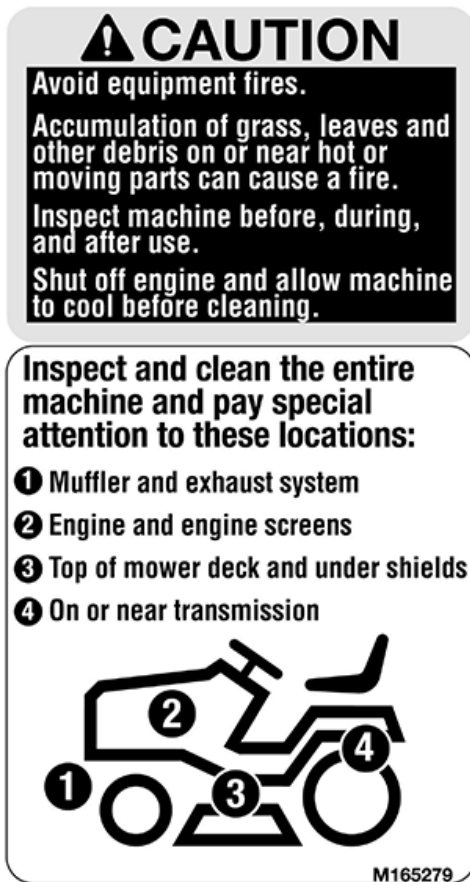 CAUTION
Avoid equipment fires.
Accumulation of grass, leaves and
other debris on or near hot or
moving parts can cause a fire.
Inspect machine before, during,
and after use.
Shut off engine and allow machine
to cool before cleaning.
Inspect and clean the entire
machine and pay special
attention to these locations:
1 Muffler and exhaust system
2 Engine and engine screens
3 Top of mower deck and under shields
4 On or near transmission
2
4
1
3
M165279